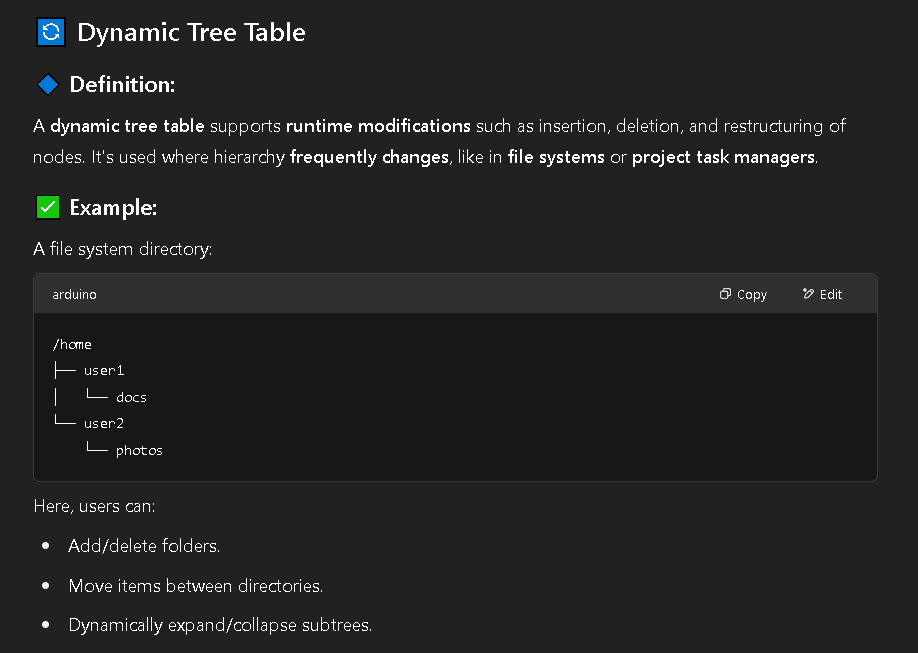 Dynamic Tree Table
Definition:
A dynamic tree table supports runtime modifications such as insertion, deletion, and restructuring of
nodes. It's used where hierarchy frequently changes, like in file systems or project task managers.
Example:
A file system directory:
arduino Copy Edit
/home
├── user1
│   └── docs
└── user2
    └── photos
Here, users can:
• Add/delete folders.
• Move items between directories.
• Dynamically expand/collapse subtrees.